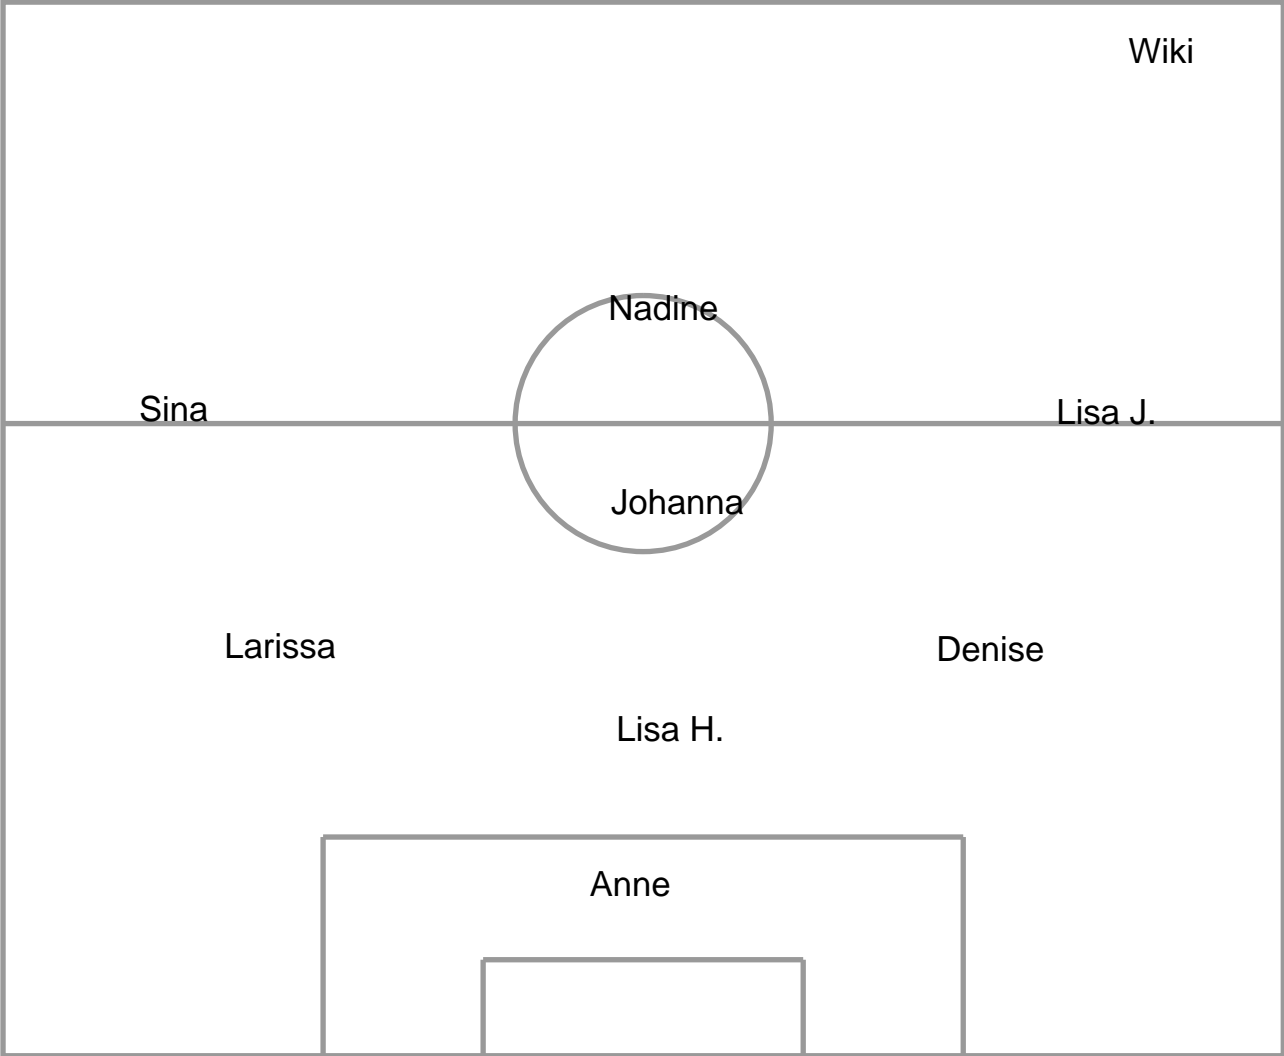 Wiki
Nadine
Sina
Lisa J.
Johanna
Larissa
Denise
Lisa H.
Anne